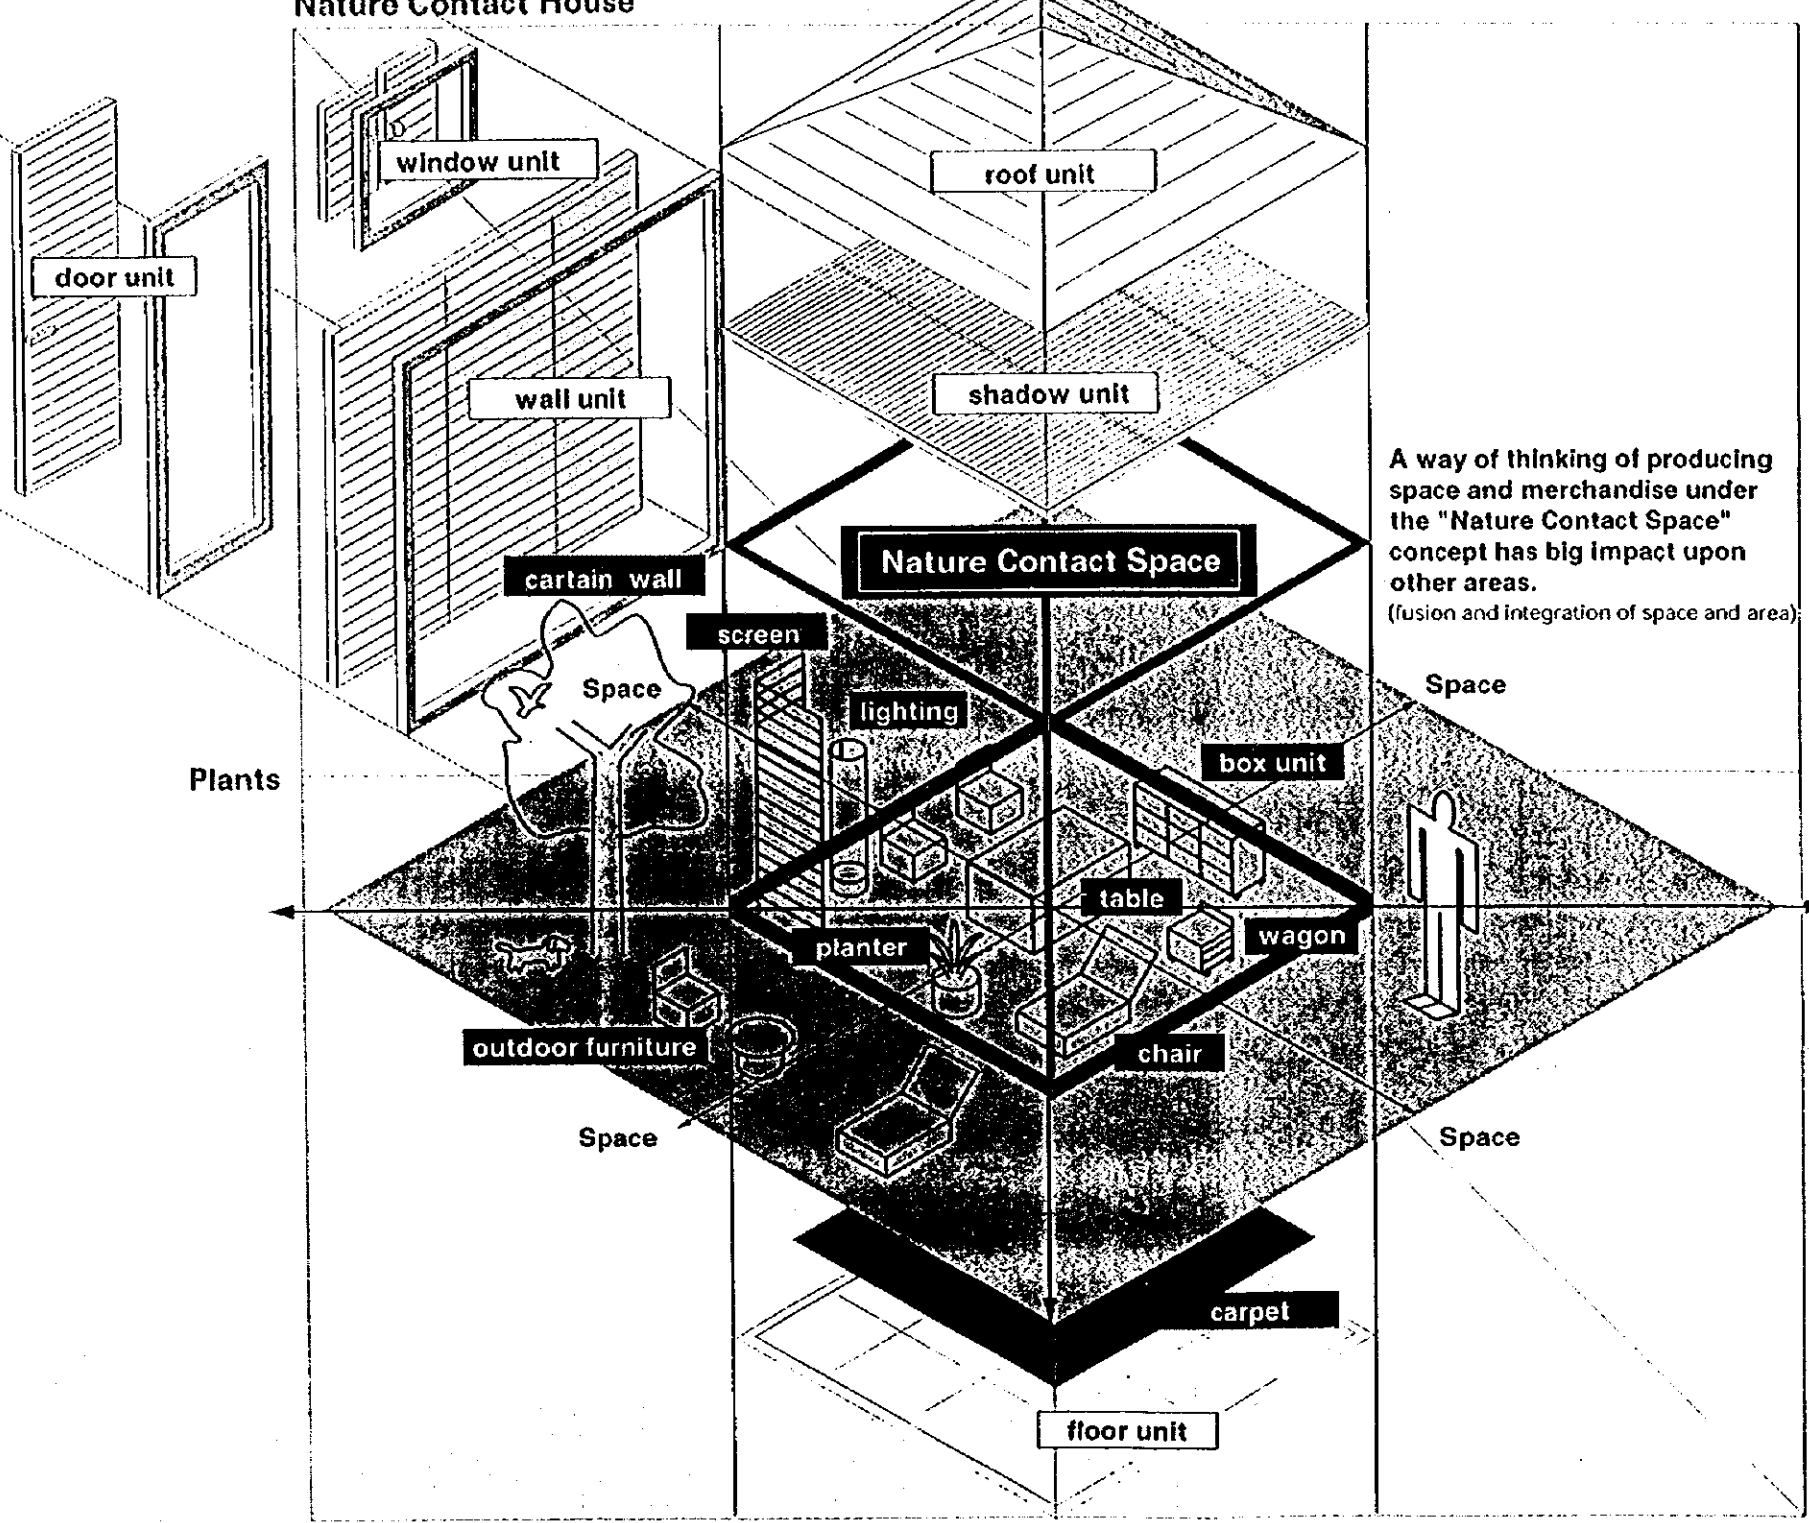 Nature Contact House
window unit
roof unit
door unit
wall unit
shadow unit
A way of thinking of producing
space and merchandise under
the "Nature Contact Space"
concept has big impact upon
other areas.
(fusion and integration of space and area)
Nature Contact Space
cartain wall
screen
Space
Space
lighting
box unit
Plants
table
planter
wagon
outdoor furniture
chair
Space
Space
carpet
floor unit